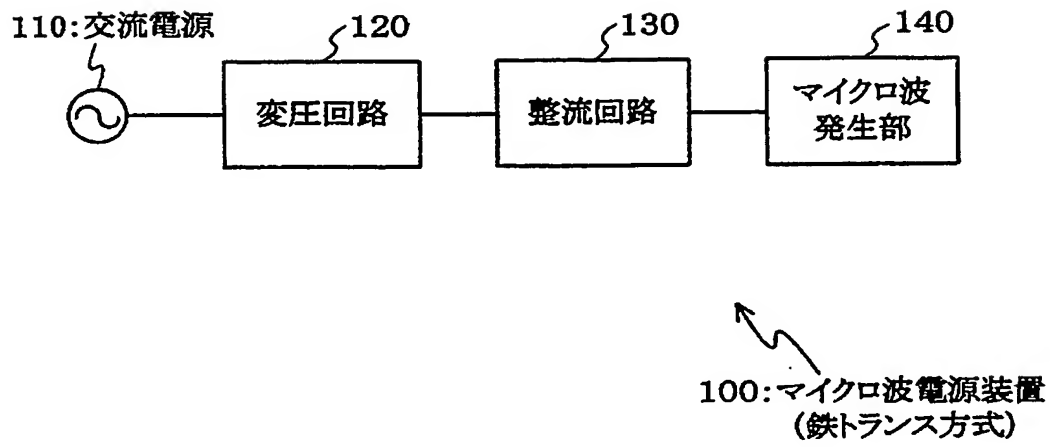 110:交流電源
120
130
140
変圧回路
整流回路
マイクロ波
発生部
100:マイクロ波電源装置
(鉄トランス方式)